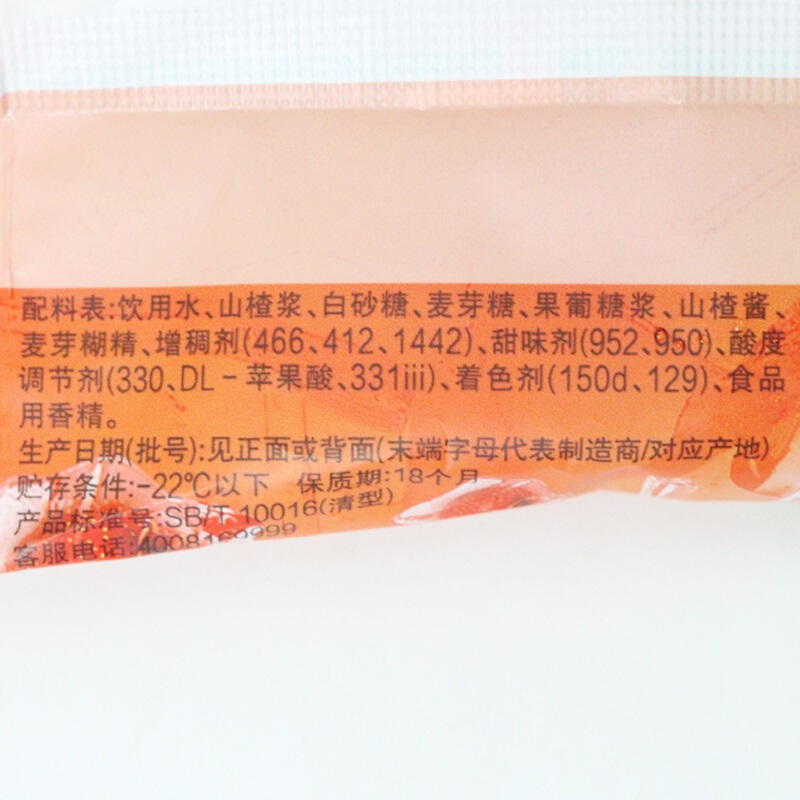 配料表:饮用水、山楂浆、白砂糖、麦芽糖、果葡糖浆、山楂酱、
麦芽糊精、增稠剂(466、412、1442)、甜味剂(952、950)、酸度
调节剂(330、DL-苹果酸、331iii)、着色剂(150d、129)、食品
用香精。
生产日期(批号):见正面或背面(末端字母代表制造商/对应产地)
贮存条件:-22℃以下 保质期:18个月
产品标准号:SB/T 10016(清型)
客服电话:4008169999